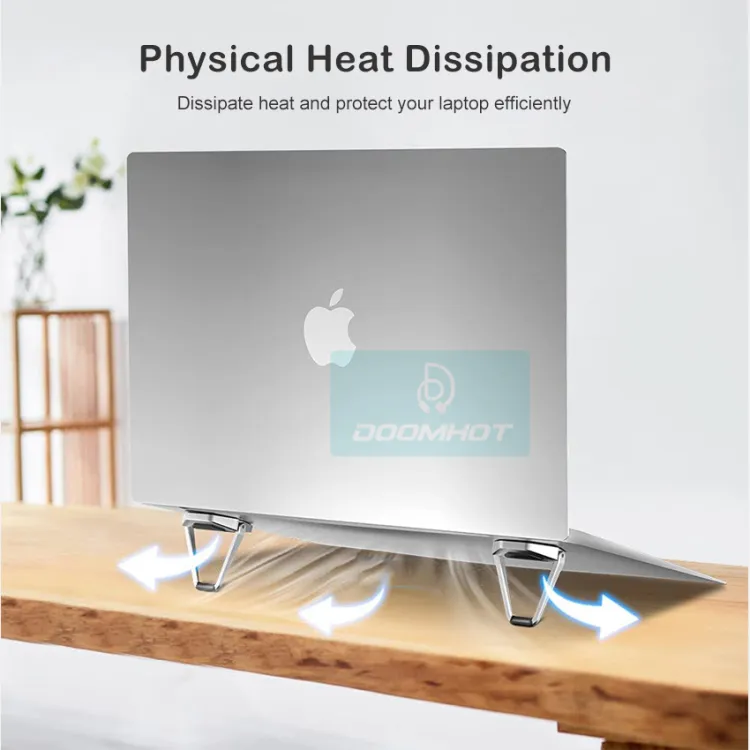 Physical Heat Dissipation
Dissipate heat and protect your laptop efficiently
DOOMHOT